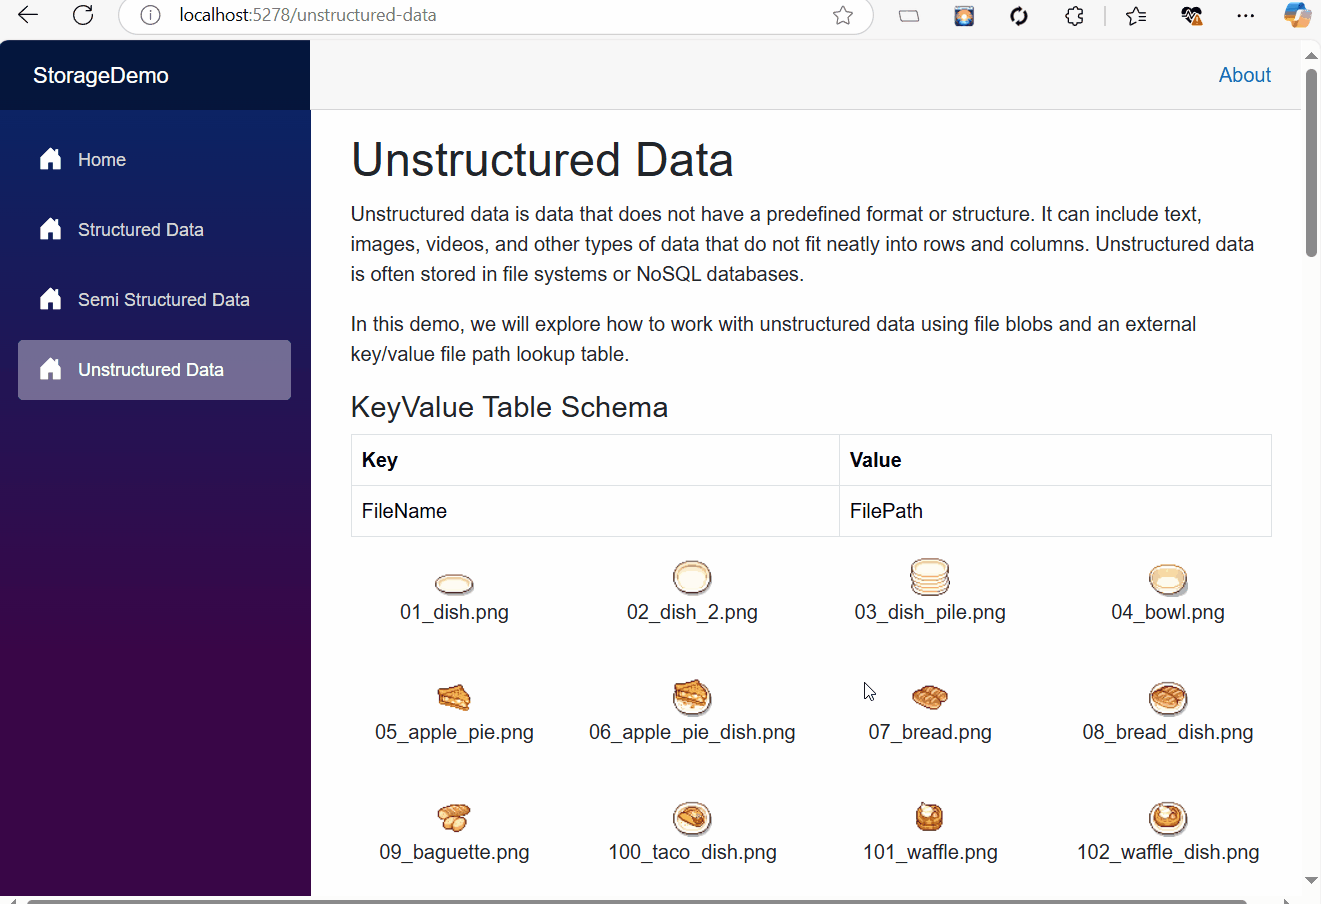 localhost:5278/unstructured-data
StorageDemo
About
Home
Structured Data
Semi Structured Data
Unstructured Data
Unstructured Data
Unstructured data is data that does not have a predefined format or structure. It can include text,
images, videos, and other types of data that do not fit neatly into rows and columns. Unstructured data
is often stored in file systems or NoSQL databases.
In this demo, we will explore how to work with unstructured data using file blobs and an external
key/value file path lookup table.
KeyValue Table Schema
Key Value
FileName FilePath
01_dish.png 02_dish_2.png 03_dish_pile.png 04_bowl.png
05_apple_pie.png 06_apple_pie_dish.png 07_bread.png 08_bread_dish.png
09_baguette.png 100_taco_dish.png 101_waffle.png 102_waffle_dish.png